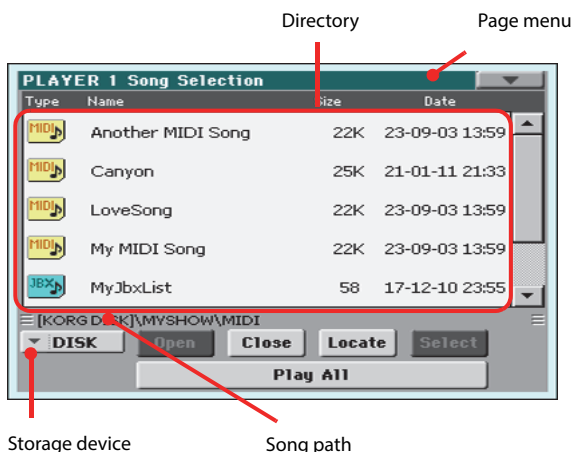 Directory Page menu
PLAYER 1 Song Selection
Type Name Size Date
MIDI Another MIDI Song 22K 23-09-03 13:59
MIDI Canyon 25K 21-01-11 21:33
MIDI LoveSong 22K 23-09-03 13:59
MIDI My MIDI Song 22K 23-09-03 13:59
JBX MyJbxList 58 17-12-10 23:55
[KORG DISK]\MYSHOW\MIDI
DISK Open Close Locate Select
Play All
Storage device Song path